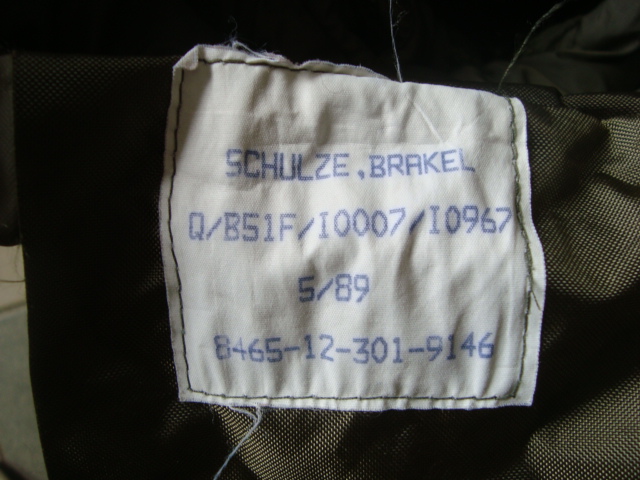 SCHULZE,BRAKEL
Q/B51F/I0007/I0967
5/89
8465-12-301-9146